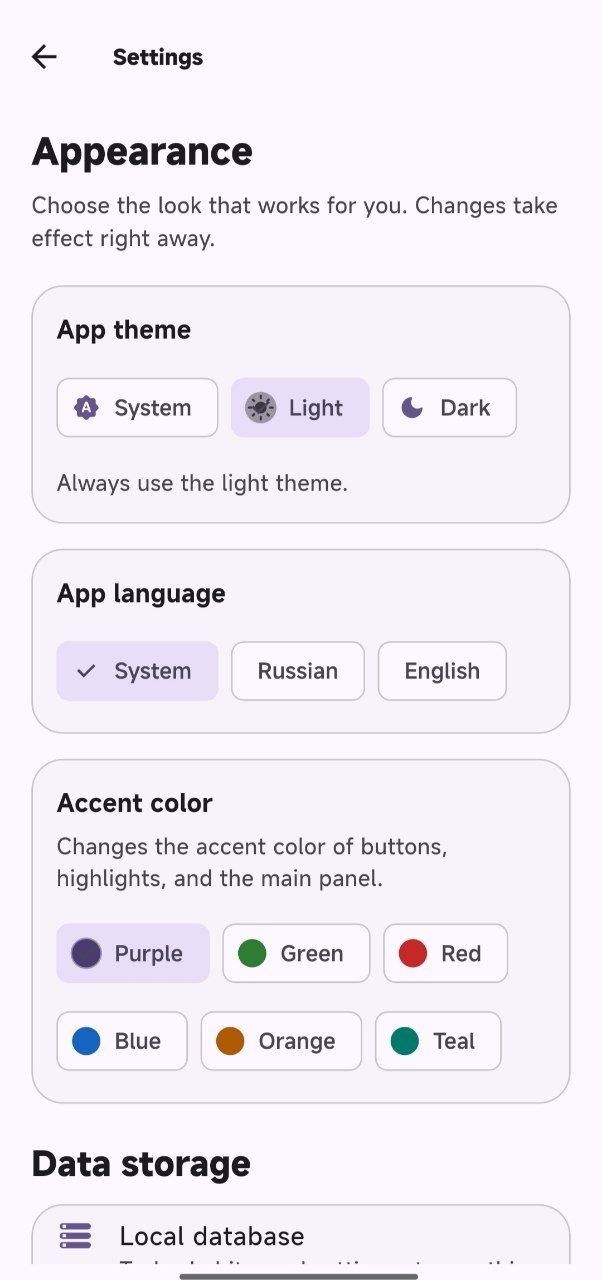 Settings
Appearance
Choose the look that works for you. Changes take
effect right away.
App theme
A System Light Dark
Always use the light theme.
App language
System Russian English
Accent color
Changes the accent color of buttons,
highlights, and the main panel.
Purple Green Red
Blue Orange Teal
Data storage
Local database